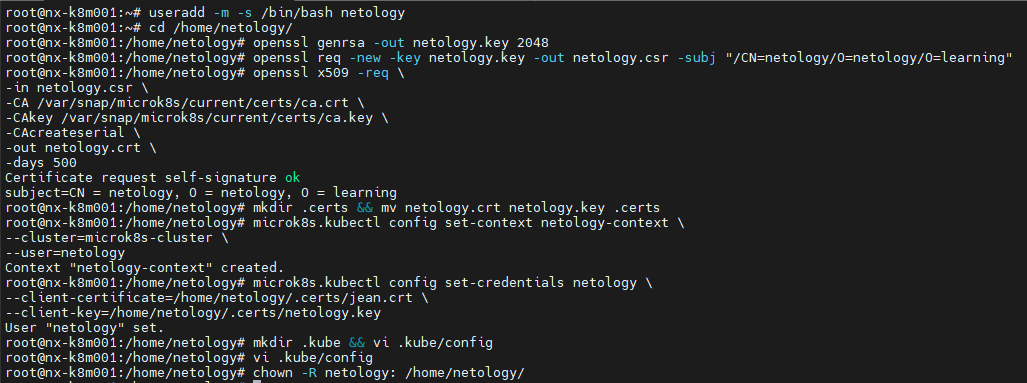 root@nx-k8m001:~# useradd -m -s /bin/bash netology
root@nx-k8m001:~# cd /home/netology/
root@nx-k8m001:/home/netology# openssl genrsa -out netology.key 2048
root@nx-k8m001:/home/netology# openssl req -new -key netology.key -out netology.csr -subj "/CN=netology/O=netology/O=learning"
root@nx-k8m001:/home/netology# openssl x509 -req \
-in netology.csr \
-CA /var/snap/microk8s/current/certs/ca.crt \
-CAkey /var/snap/microk8s/current/certs/ca.key \
-CAcreateserial \
-out netology.crt \
-days 500
Certificate request self-signature ok
subject=CN = netology, O = netology, O = learning
root@nx-k8m001:/home/netology# mkdir .certs && mv netology.crt netology.key .certs
root@nx-k8m001:/home/netology# microk8s.kubectl config set-context netology-context \
--cluster=microk8s-cluster \
--user=netology
Context "netology-context" created.
root@nx-k8m001:/home/netology# microk8s.kubectl config set-credentials netology \
--client-certificate=/home/netology/.certs/jean.crt \
--client-key=/home/netology/.certs/netology.key
User "netology" set.
root@nx-k8m001:/home/netology# mkdir .kube && vi .kube/config
root@nx-k8m001:/home/netology# vi .kube/config
root@nx-k8m001:/home/netology# chown -R netology: /home/netology/
root@nx-k8m001:/home/netology#